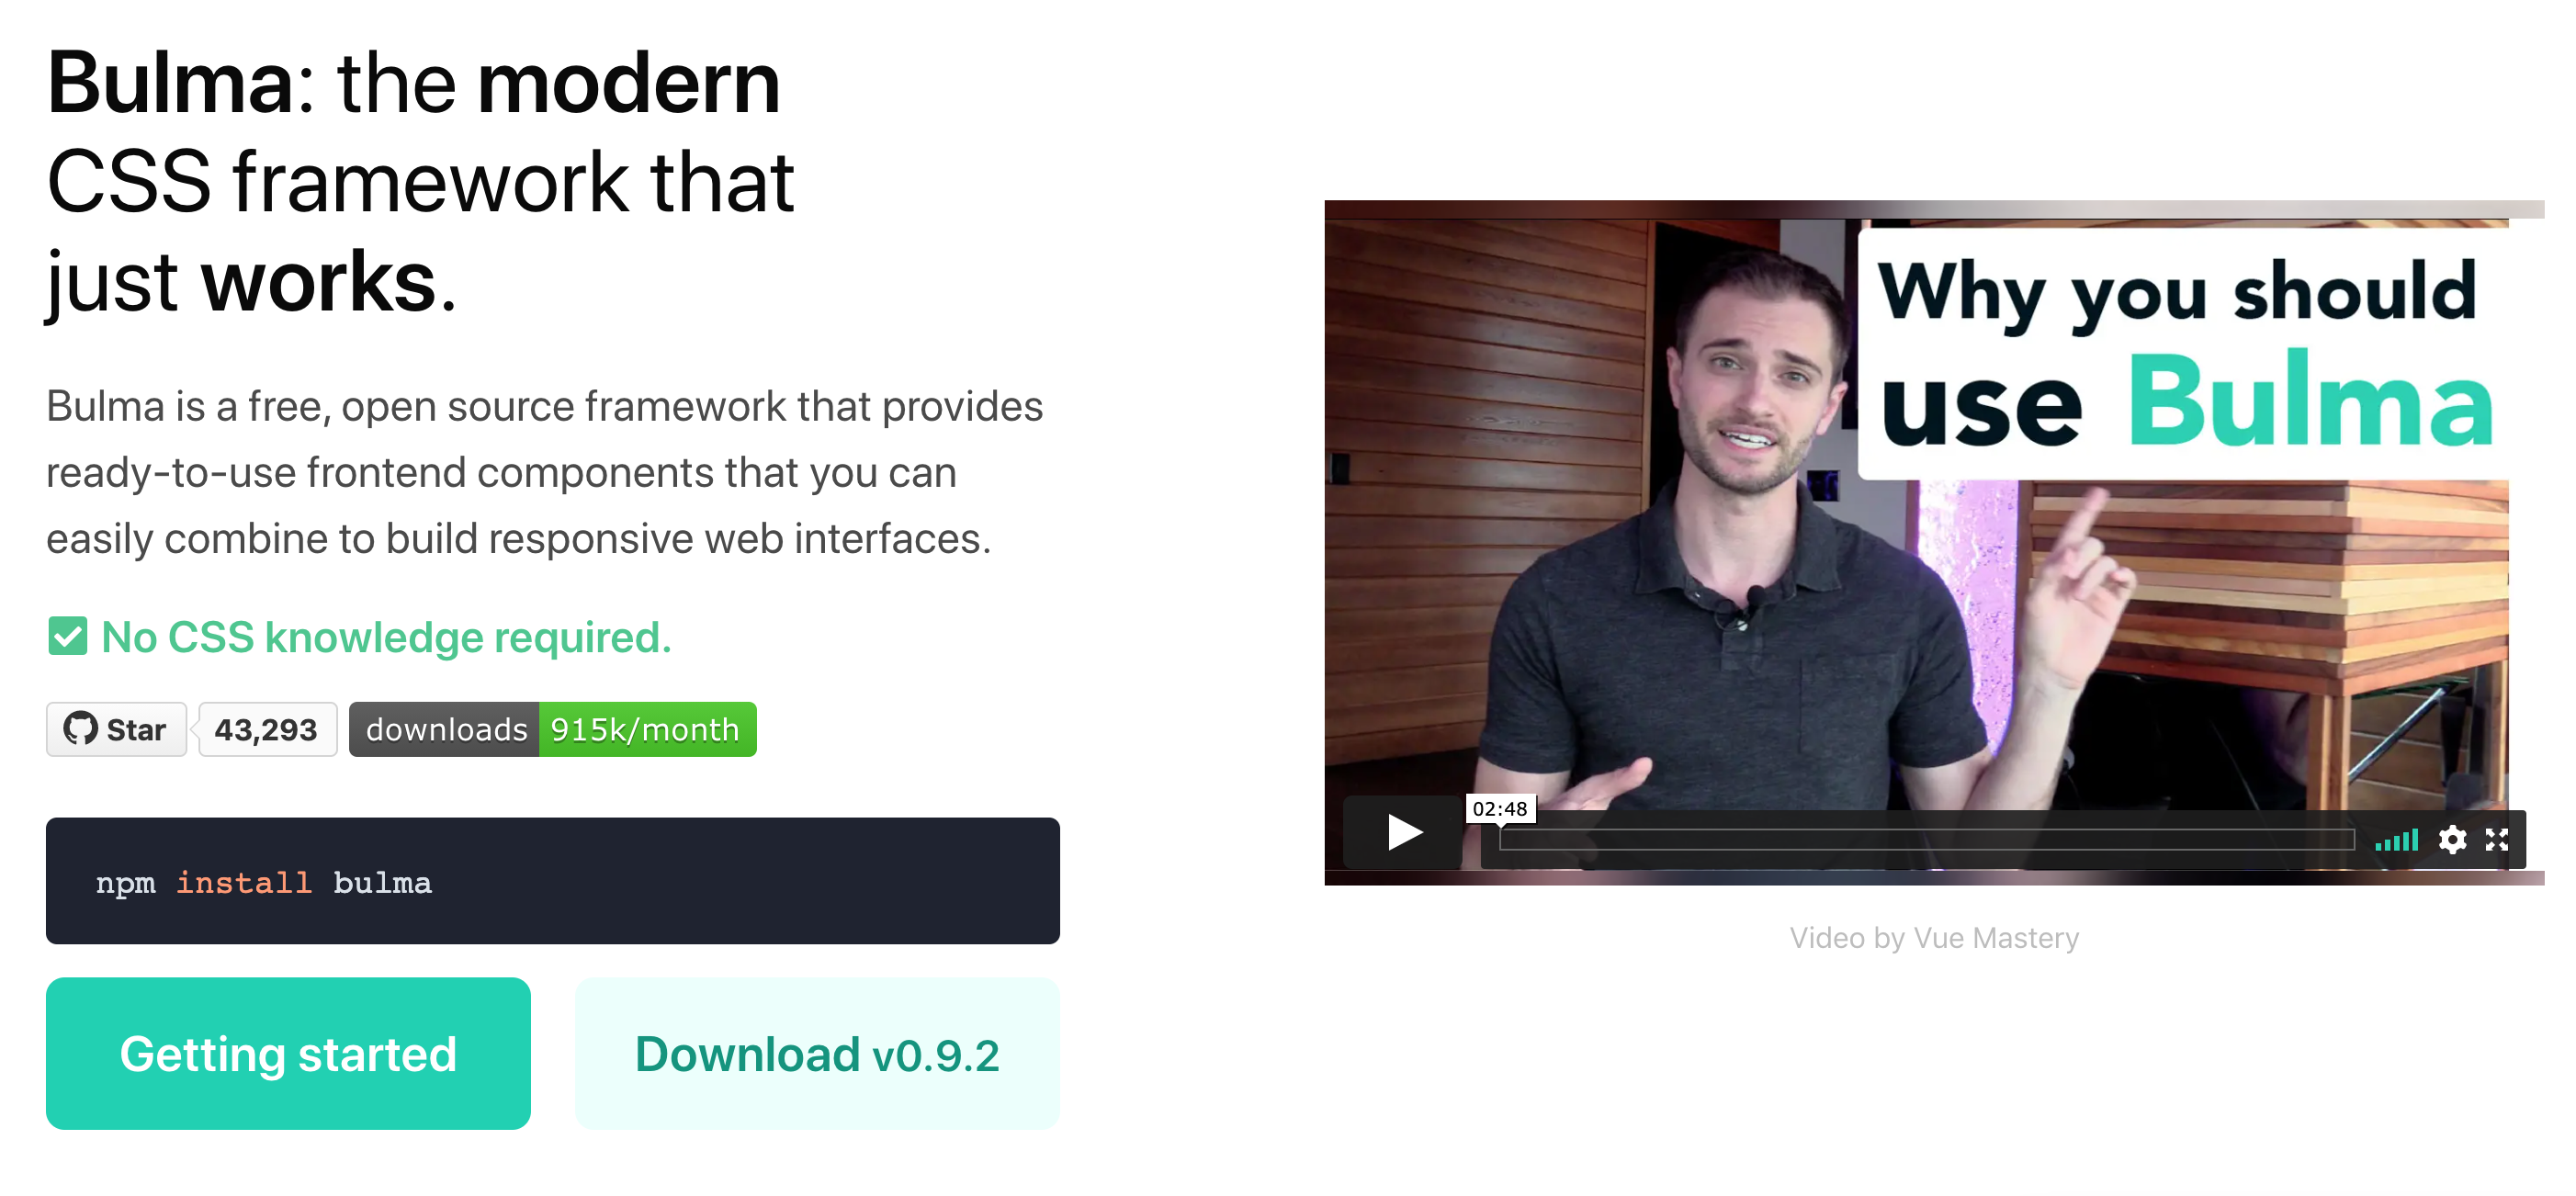 Bulma: the modern
CSS framework that
just works.
Bulma is a free, open source framework that provides
ready-to-use frontend components that you can
easily combine to build responsive web interfaces.
No CSS knowledge required.
Star 43,293 downloads 915k/month
npm install bulma
Getting started
Download v0.9.2
Why you should
use Bulma
02:48
Video by Vue Mastery